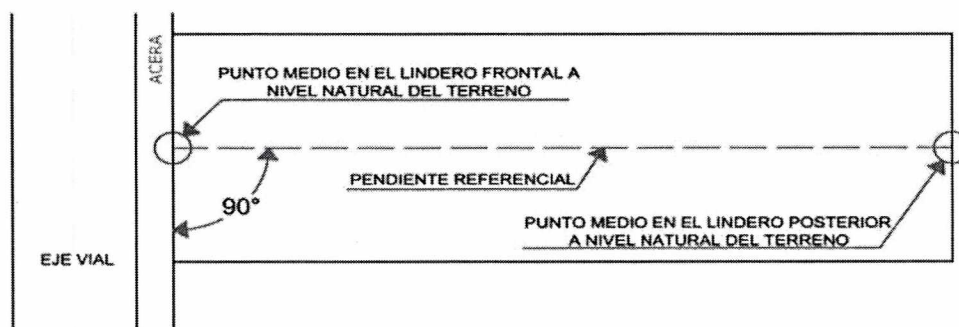 ACERA
PUNTO MEDIO EN EL LINDERO FRONTAL A
NIVEL NATURAL DEL TERRENO
PENDIENTE REFERENCIAL
90°
PUNTO MEDIO EN EL LINDERO POSTERIOR
A NIVEL NATURAL DEL TERRENO
EJE VIAL